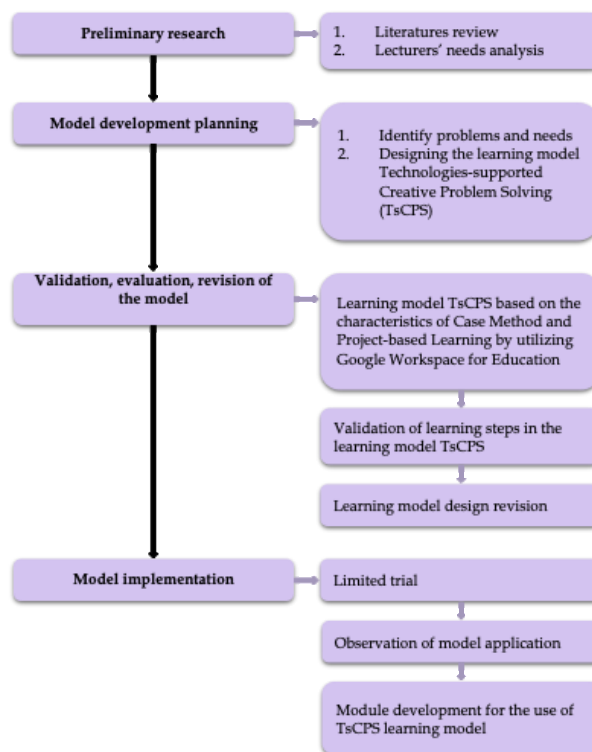 Preliminary research
1. Literatures review
2. Lecturers' needs analysis
Model development planning
1. Identify problems and needs
2. Designing the learning model
Technologies-supported
Creative Problem Solving
(TsCPS)
Validation, evaluation, revision of
the model
Learning model TsCPS based on the
characteristics of Case Method and
Project-based Learning by utilizing
Google Workspace for Education
Validation of learning steps in the
learning model TsCPS
Learning model design revision
Model implementation
Limited trial
Observation of model application
Module development for the use of
TsCPS learning model